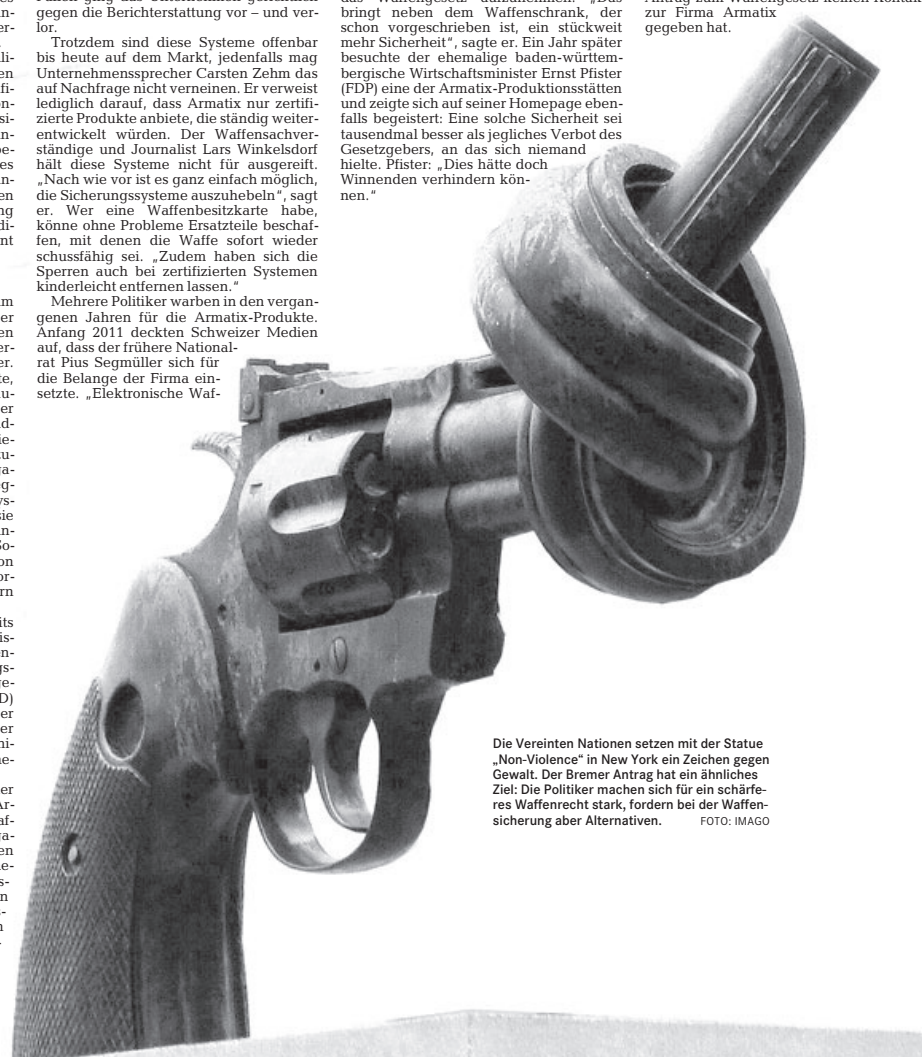 gegen die Berichterstattung vor – und ver-
lor.
Trotzdem sind diese Systeme offenbar
bis heute auf dem Markt, jedenfalls mag
Unternehmenssprecher Carsten Zehm das
auf Nachfrage nicht verneinen. Er verweist
lediglich darauf, dass Armatix nur zertifi-
zierte Produkte anbiete, die ständig weiter-
entwickelt würden. Der Waffensachver-
ständige und Journalist Lars Winkelsdorf
hält diese Systeme nicht für ausgereift.
„Nach wie vor ist es ganz einfach möglich,
die Sicherungssysteme auszuhebeln“, sagt
er. Wer eine Waffenbesitzkarte habe,
könne ohne Probleme Ersatzteile beschaf-
fen, mit denen die Waffe sofort wieder
schussfähig sei. „Zudem haben sich die
Sperren auch bei zertifizierten Systemen
kinderleicht entfernen lassen.“
Mehrere Politiker warben in den vergan-
genen Jahren für die Armatix-Produkte.
Anfang 2011 deckten Schweizer Medien
auf, dass der frühere National-
rat Pius Segmüller sich für
die Belange der Firma ein-
setzte. „Elektronische Waf-
das Waffengesetz aufzunehmen. „Das
bringt neben dem Waffenschrank, der
schon vorgeschrieben ist, ein stückweit
mehr Sicherheit“, sagte er. Ein Jahr später
besuchte der ehemalige baden-württem-
bergische Wirtschaftsminister Ernst Pfister
(FDP) eine der Armatix-Produktionsstätten
und zeigte sich auf seiner Homepage eben-
falls begeistert: Eine solche Sicherheit sei
tausendmal besser als jegliches Verbot des
Gesetzgebers, an das sich niemand
hielte. Pfister: „Dies hätte doch
Winnenden verhindern kön-
nen.“
Antrag zum Waffengesetz keinen
zur Firma Armatix
gegeben hat.
Die Vereinten Nationen setzen mit der Statue
„Non-Violence“ in New York ein Zeichen gegen
Gewalt. Der Bremer Antrag hat ein ähnliches
Ziel: Die Politiker machen sich für ein schärfe-
res Waffenrecht stark, fordern bei der Waffen-
sicherung aber Alternativen. FOTO: IMAGO